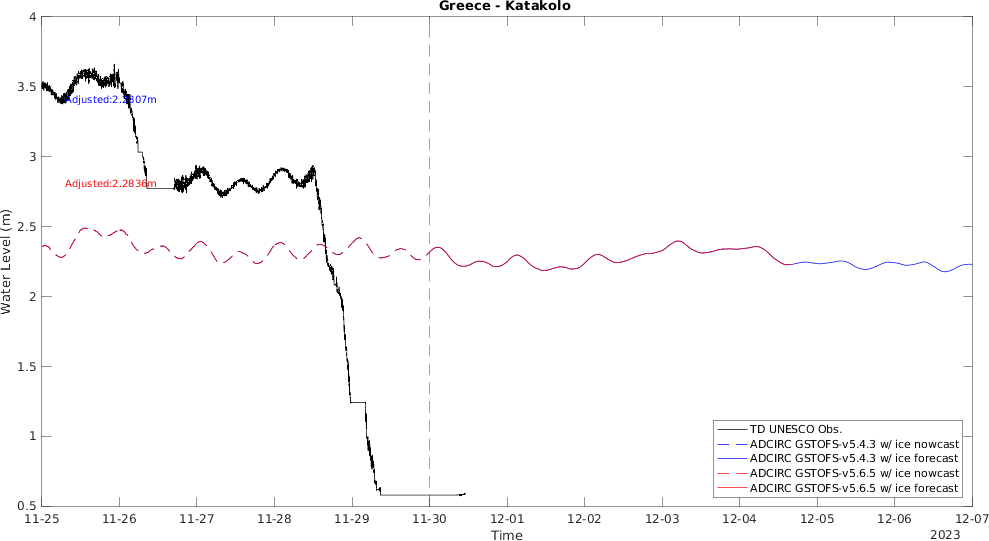 Greece - Katakolo
Water Level (m)
4
3.5
3
2.5
2
1.5
1
0.5
Adjusted:2.2807m
Adjusted:2.2836m
TD UNESCO Obs.
ADCIRC GSTOFS-v5.4.3 w/ ice nowcast
ADCIRC GSTOFS-v5.4.3 w/ ice forecast
ADCIRC GSTOFS-v5.6.5 w/ ice nowcast
ADCIRC GSTOFS-v5.6.5 w/ ice forecast
11-25 11-26 11-27 11-28 11-29 11-30 12-01 12-02 12-03 12-04 12-05 12-06 12-07
Time
2023